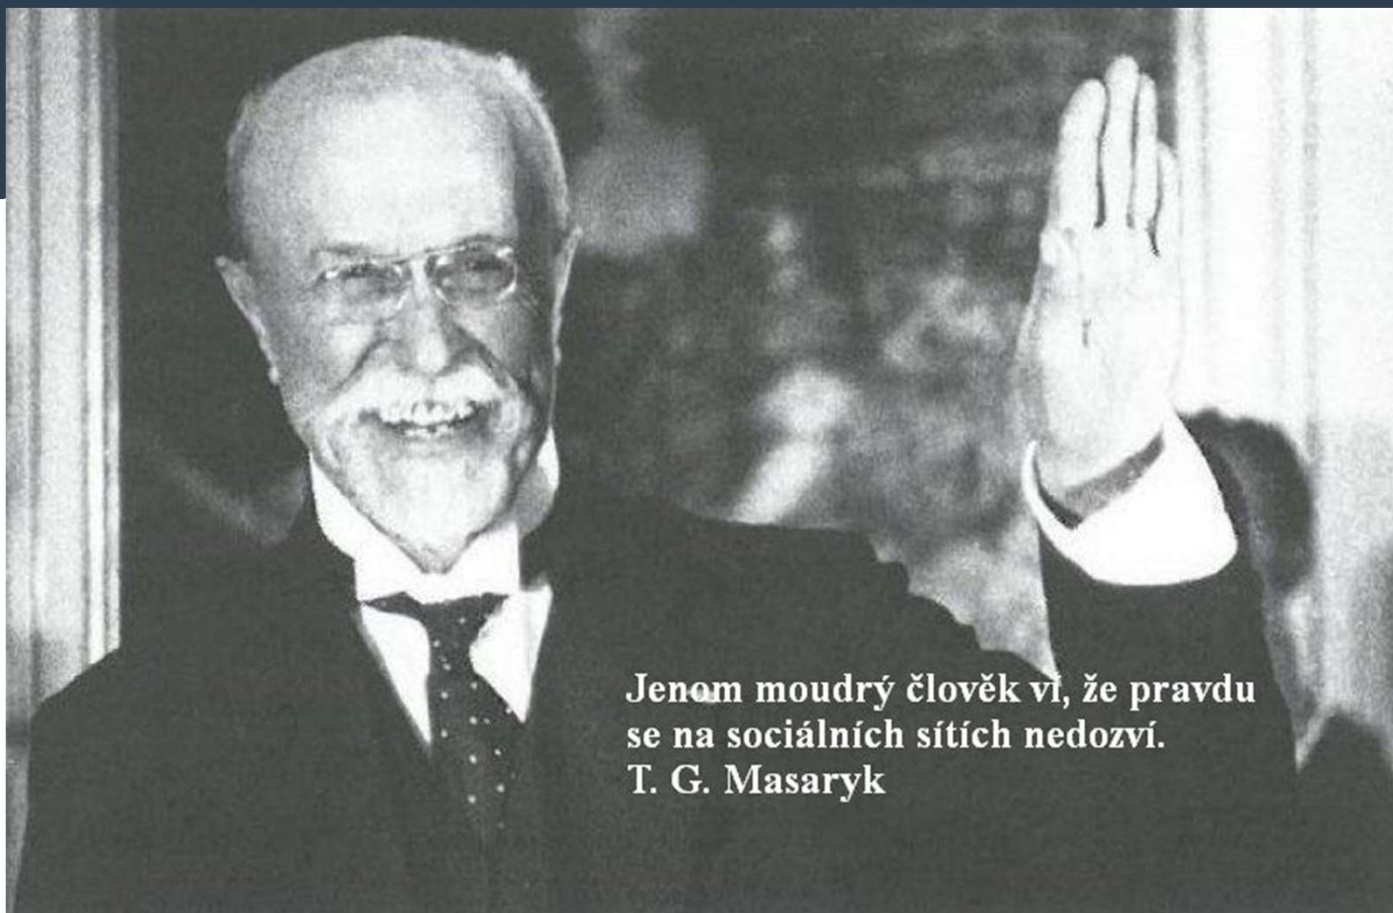 Jenom moudrý člověk ví, že pravdu
se na sociálních sítích nedozví.
T. G. Masaryk